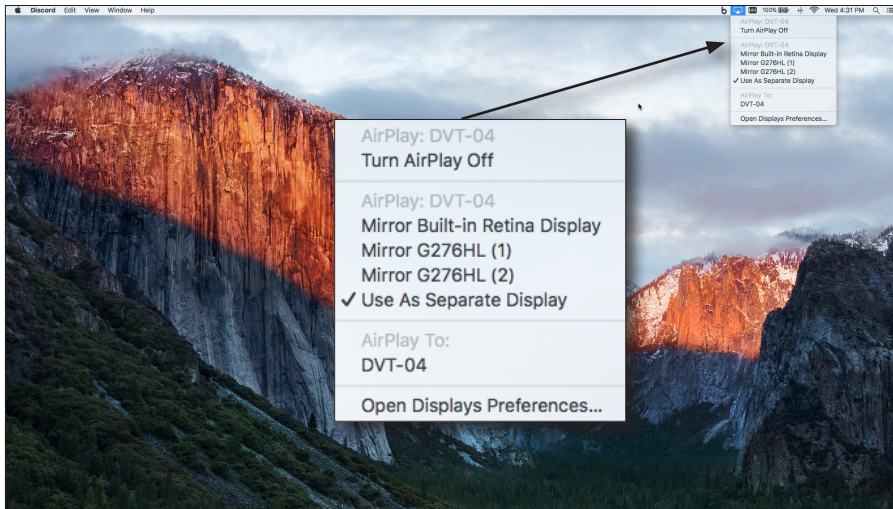 Discord Edit View Window Help
100% Wed 4:31 PM
AirPlay: DVT-04
Turn AirPlay Off
AirPlay: DVT-04
Mirror Built-in Retina Display
Mirror G276HL (1)
Mirror G276HL (2)
✓ Use As Separate Display
AirPlay To:
DVT-04
Open Displays Preferences...
AirPlay: DVT-04
Turn AirPlay Off
AirPlay: DVT-04
Mirror Built-in Retina Display
Mirror G276HL (1)
Mirror G276HL (2)
✓ Use As Separate Display
AirPlay To:
DVT-04
Open Displays Preferences...